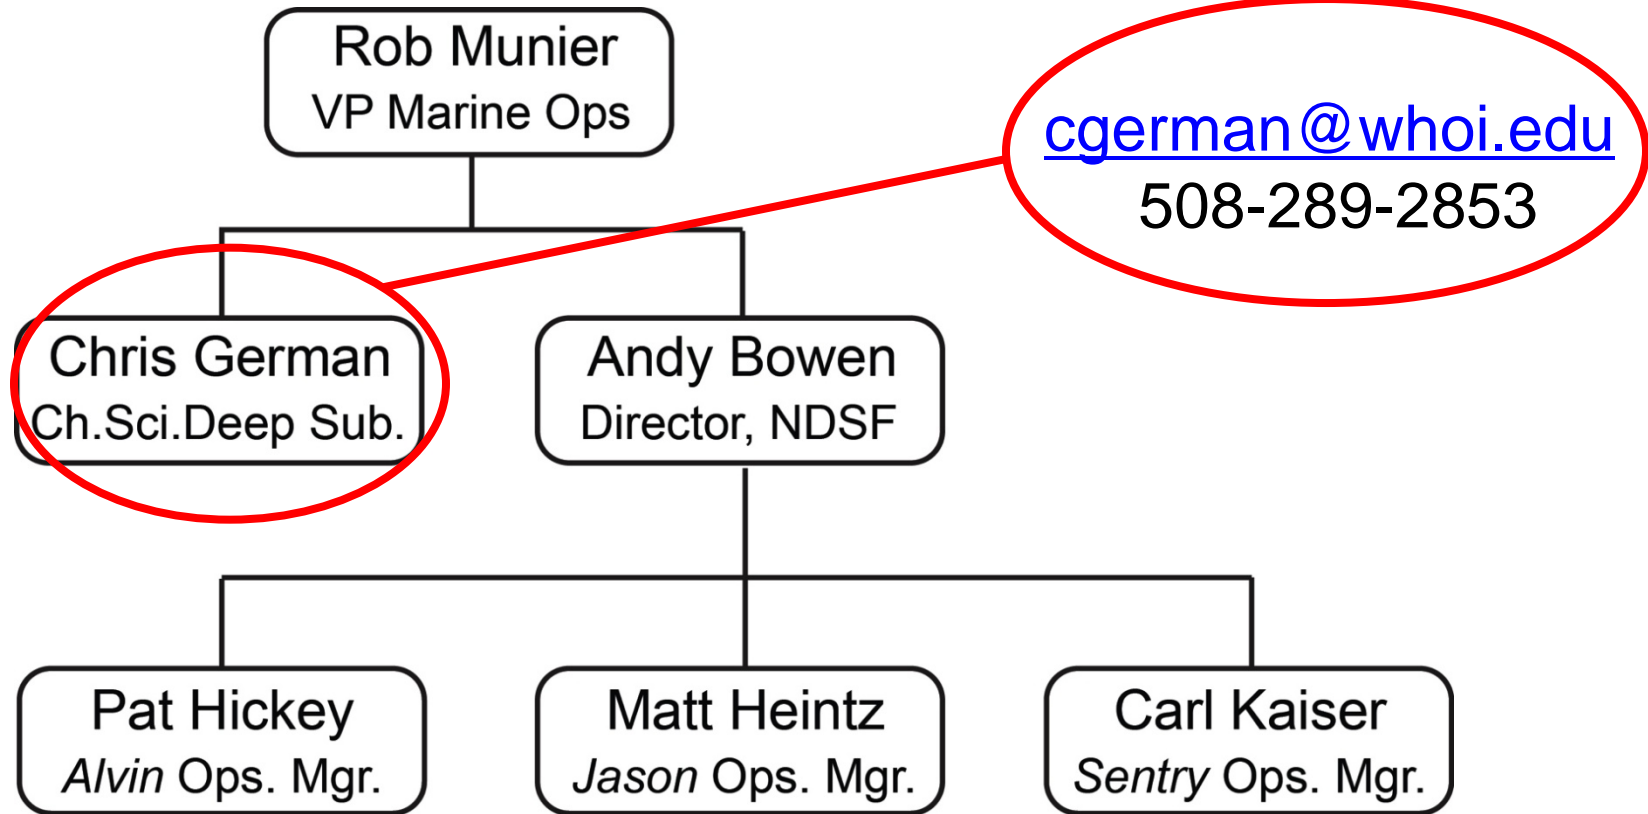 Rob Munier
VP Marine Ops
cgerman@whoi.edu
508-289-2853
Chris German
Ch.Sci.Deep Sub.
Andy Bowen
Director, NDSF
Pat Hickey
Alvin Ops. Mgr.
Matt Heintz
Jason Ops. Mgr.
Carl Kaiser
Sentry Ops. Mgr.